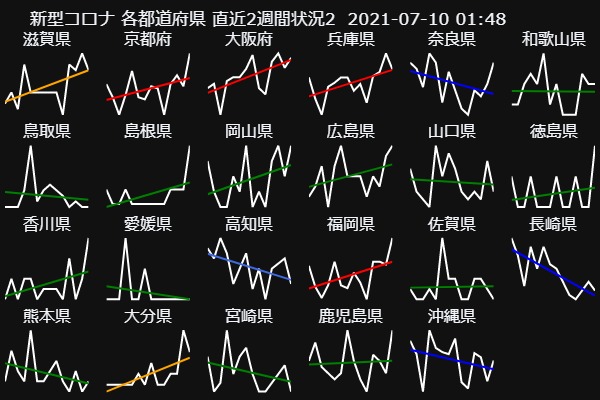 新型コロナ 各都道府県 直近2週間状況2 2021-07-10 01:48
滋賀県 京都府 大阪府 兵庫県 奈良県 和歌山県
鳥取県 島根県 岡山県 広島県 山口県 徳島県
香川県 愛媛県 高知県 福岡県 佐賀県 長崎県
熊本県 大分県 宮崎県 鹿児島県 沖縄県